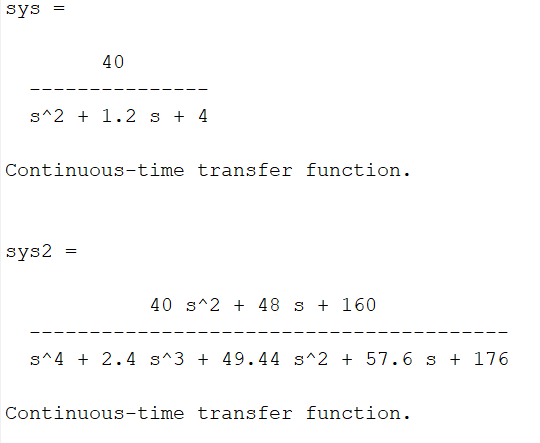 sys =
40
---------------
s^2 + 1.2 s + 4
Continuous-time transfer function.
sys2 =
40 s^2 + 48 s + 160
----------------------------------------
s^4 + 2.4 s^3 + 49.44 s^2 + 57.6 s + 176
Continuous-time transfer function.